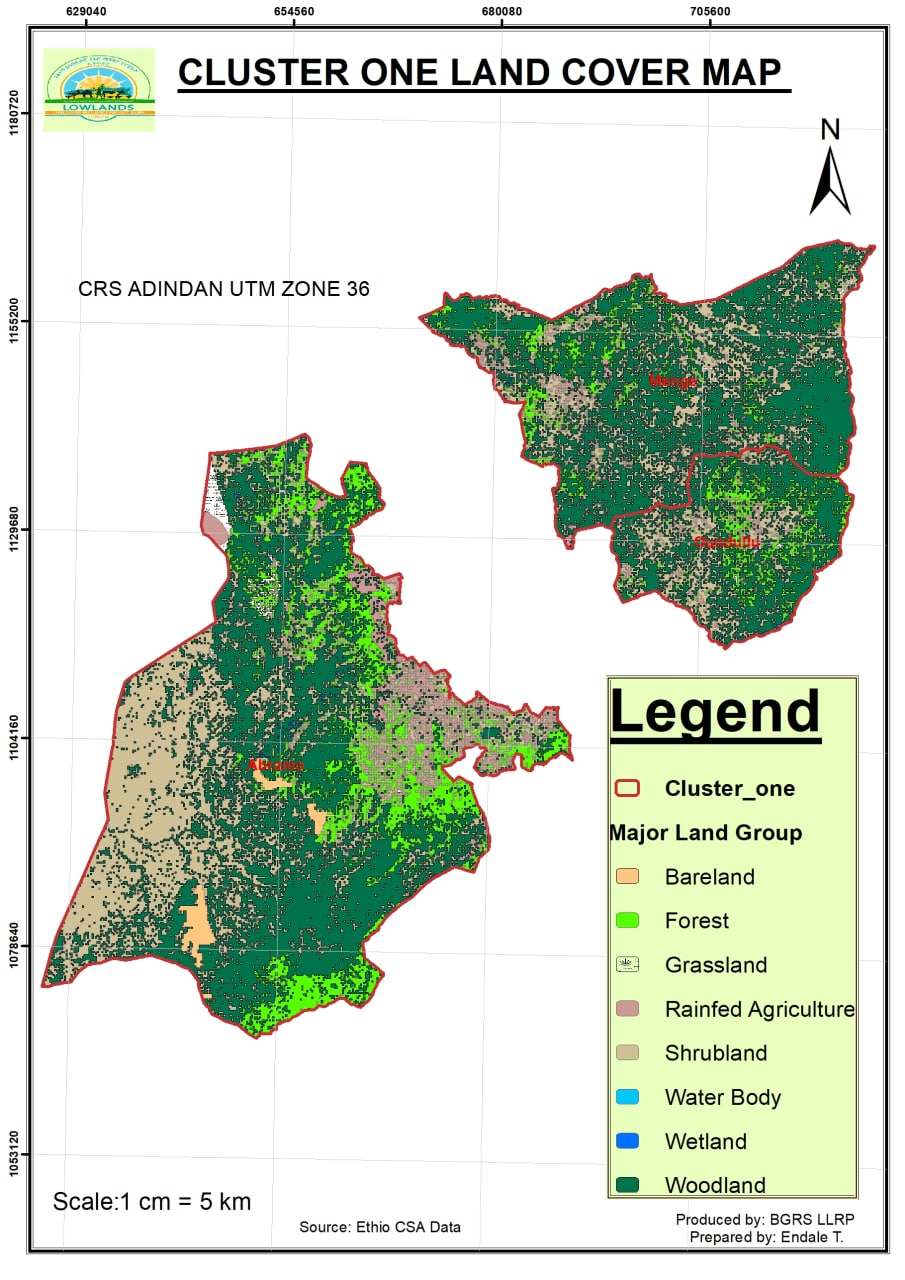 629040 654560 680080 705600
CLUSTER ONE LAND COVER MAP
LOWLANDS
1180720
N
CRS ADINDAN UTM ZONE 36
1155200
Menge
1129680
Legend
1104160
Abramo
Cluster_one
Major Land Group
Bareland
Forest
1078640
Grassland
Rainfed Agriculture
Shrubland
Water Body
Wetland
1053120
Woodland
Scale:1 cm = 5 km
Source: Ethio CSA Data
Produced by: BGRS LLRP
Prepared by: Endale T.